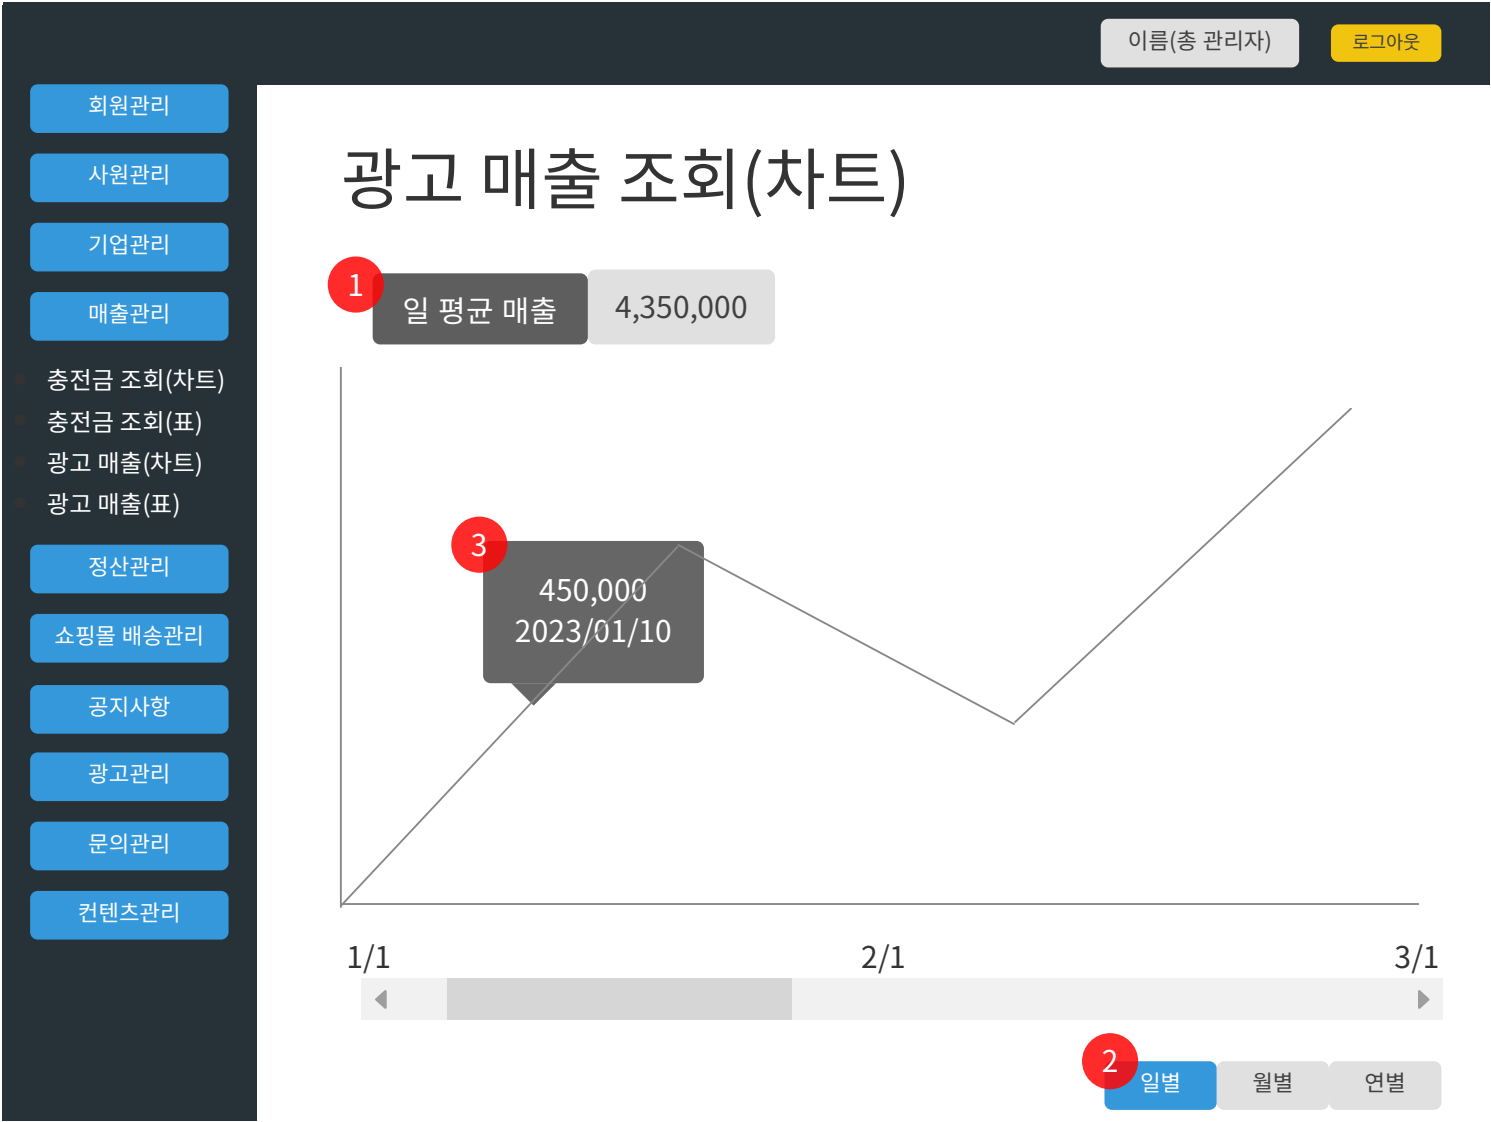 이름(총 관리자)
로그아웃
회원관리
사원관리
기업관리
매출관리
충전금 조회(차트)
충전금 조회(표)
광고 매출(차트)
광고 매출(표)
정산관리
쇼핑몰 배송관리
공지사항
광고관리
문의관리
컨텐츠관리
광고 매출 조회(차트)
1
일 평균 매출
4,350,000
3
450,000
2023/01/10
1/1
2/1
3/1
2
일별
월별
연별